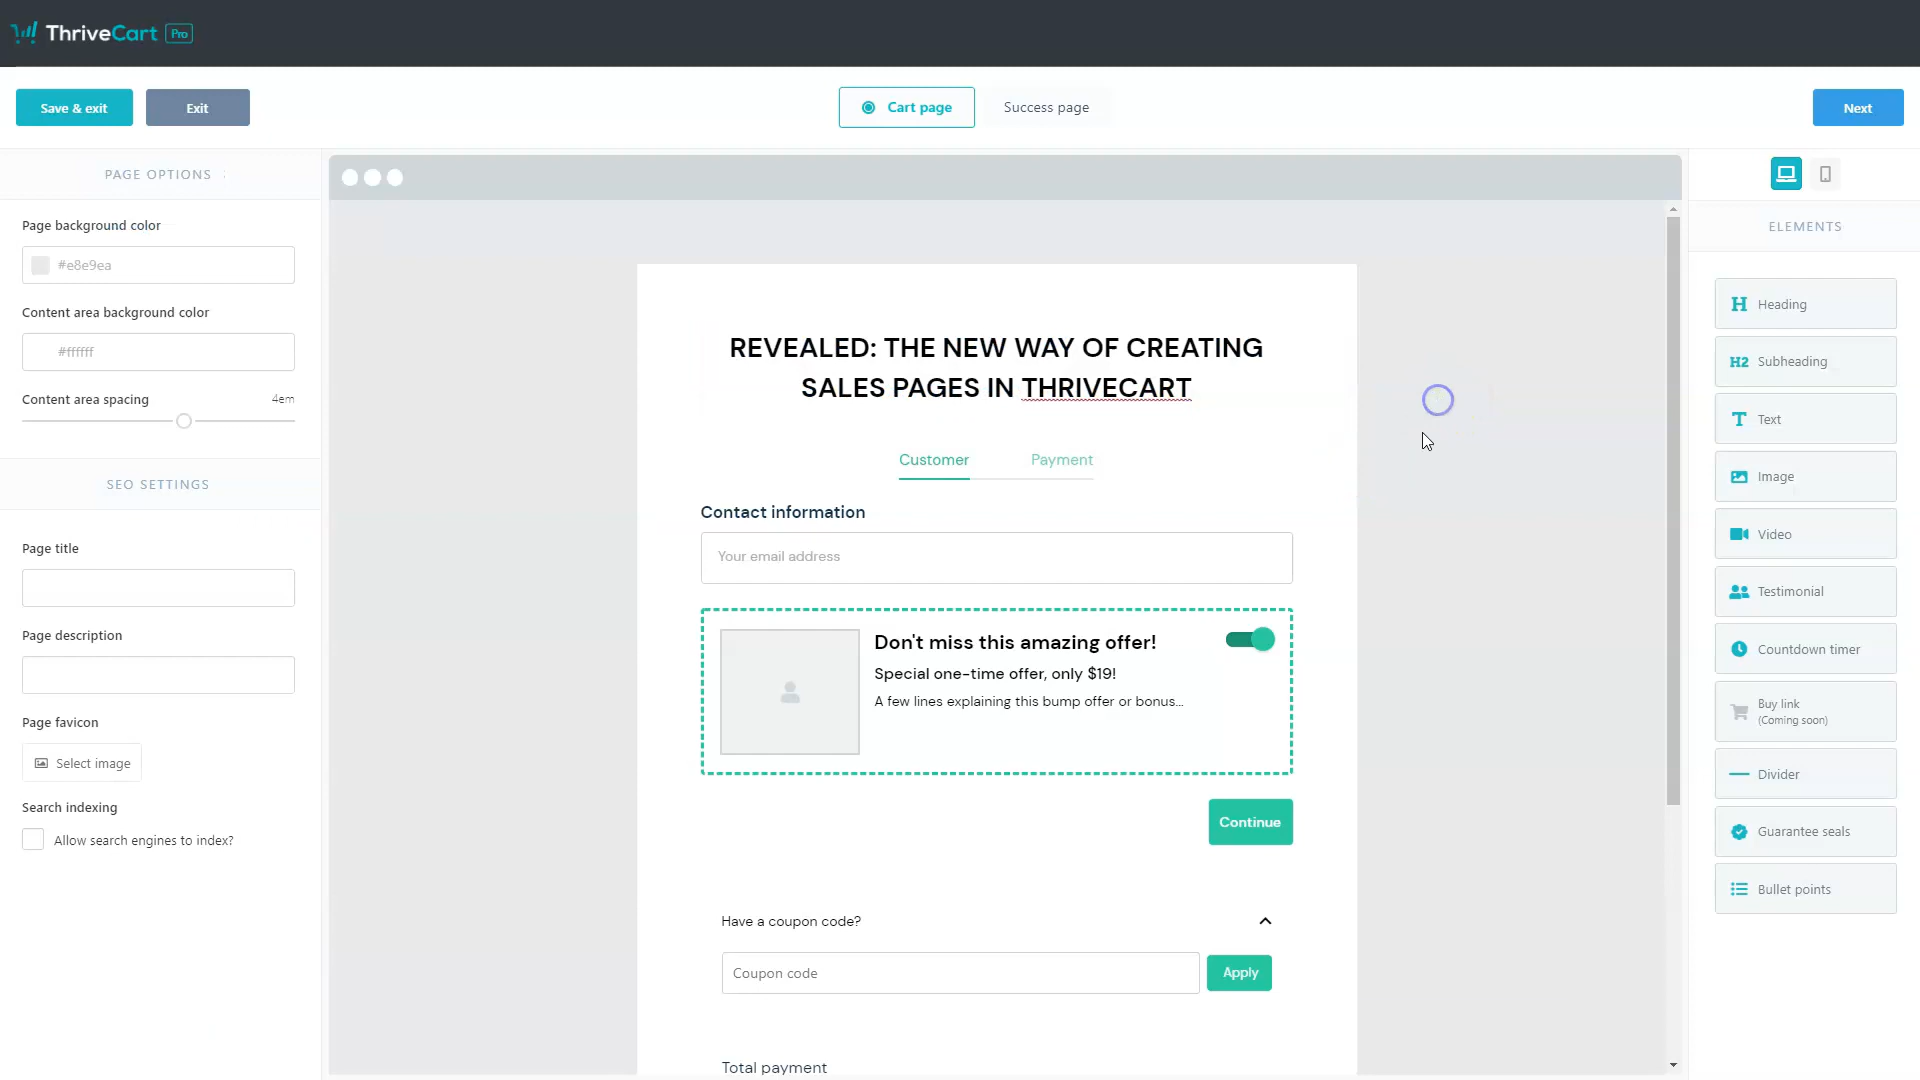 ThriveCart Pro
Save & exit
Exit
Cart page
Success page
Next
PAGE OPTIONS
Page background color
#e8e9ea
Content area background color
#ffffff
Content area spacing
4em
SEO SETTINGS
Page title
Page description
Page favicon
Select image
Search indexing
Allow search engines to index?
REVEALED: THE NEW WAY OF CREATING
SALES PAGES IN THRIVECART
Customer
Payment
Contact information
Your email address
Don't miss this amazing offer!
Special one-time offer, only $19!
A few lines explaining this bump offer or bonus...
Continue
Have a coupon code?
Coupon code
Apply
Total payment
ELEMENTS
H Heading
H2 Subheading
T Text
Image
Video
Testimonial
Countdown timer
Buy link
(Coming soon)
Divider
Guarantee seals
Bullet points